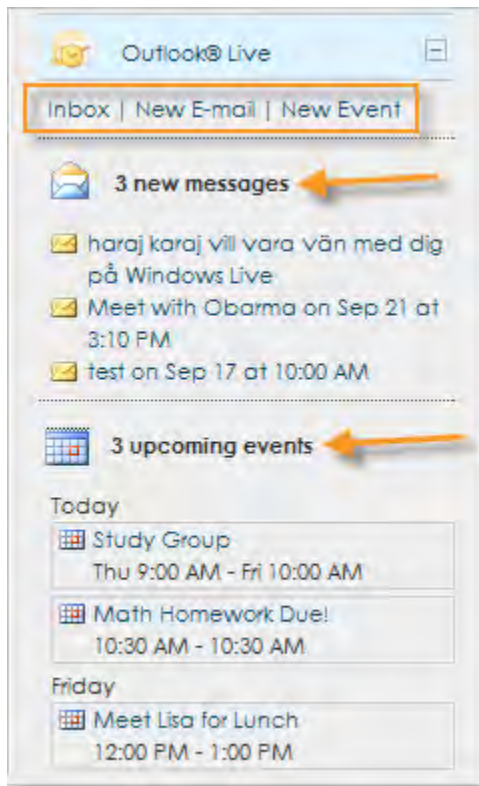 Outlook® Live
Inbox | New E-mail | New Event
3 new messages
haraj karaj vill vara vän med dig
på Windows Live
Meet with Obarma on Sep 21 at
3:10 PM
test on Sep 17 at 10:00 AM
3 upcoming events
Today
Study Group
Thu 9:00 AM - Fri 10:00 AM
Math Homework Due!
10:30 AM - 10:30 AM
Friday
Meet Lisa for Lunch
12:00 PM - 1:00 PM